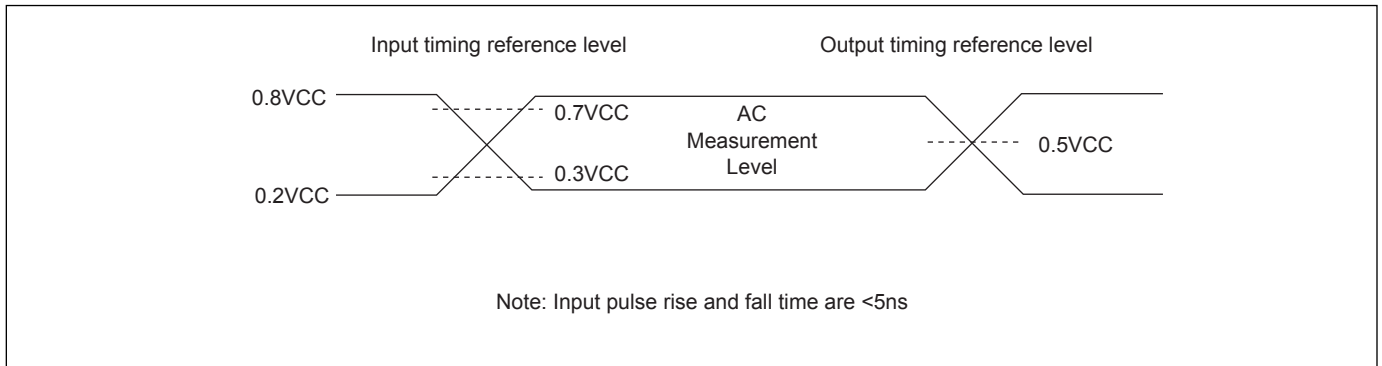 Input timing reference level
Output timing reference level
0.8VCC
0.7VCC
AC
Measurement
Level
0.5VCC
0.3VCC
0.2VCC
Note: Input pulse rise and fall time are <5ns